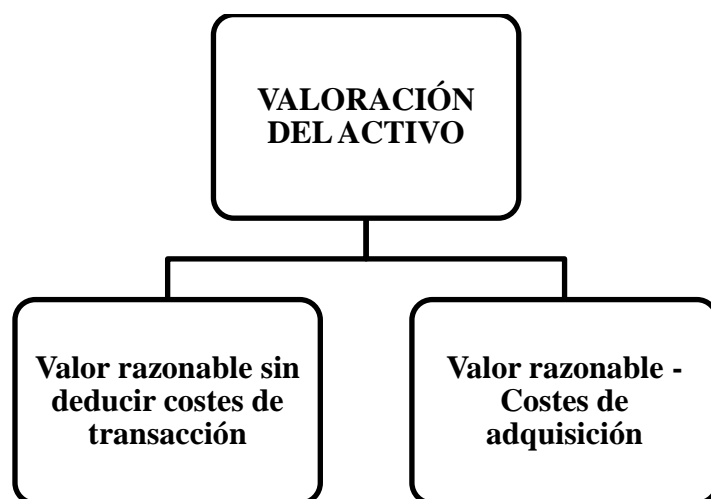 VALORACIÓN
DEL ACTIVO
Valor razonable sin
deducir costes de
transacción
Valor razonable -
Costes de
adquisición